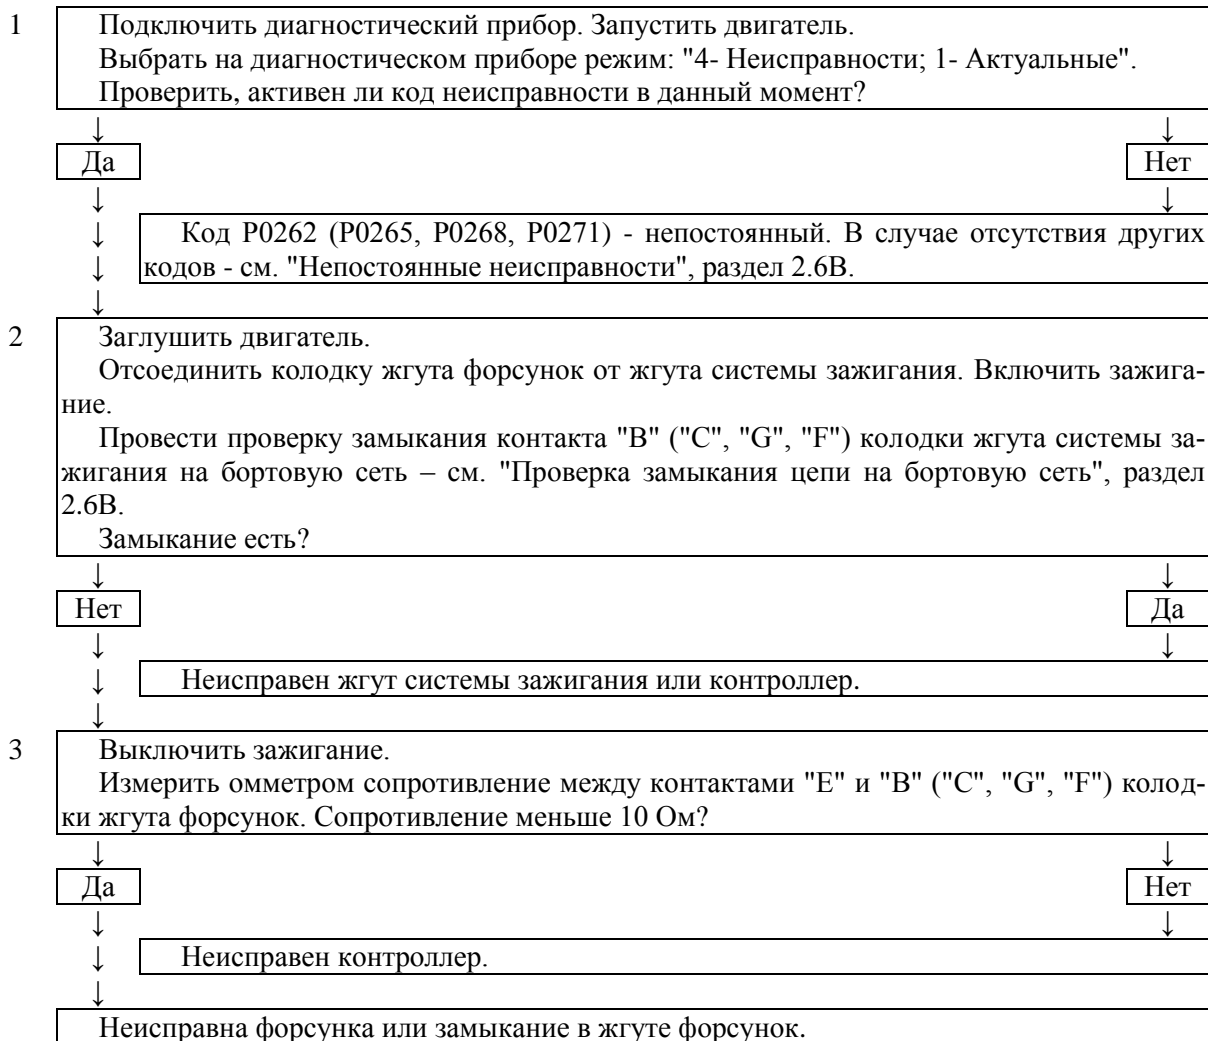 1
Подключить диагностический прибор. Запустить двигатель.
Выбрать на диагностическом приборе режим: "4- Неисправности; 1- Актуальные".
Проверить, активен ли код неисправности в данный момент?
↓ ↓
Да Нет
↓ ↓
↓ Код P0262 (P0265, P0268, P0271) - непостоянный. В случае отсутствия других
↓ кодов - см. "Непостоянные неисправности", раздел 2.6В.
↓
2
Заглушить двигатель.
Отсоединить колодку жгута форсунок от жгута системы зажигания. Включить зажига-
ние.
Провести проверку замыкания контакта "B" ("C", "G", "F") колодки жгута системы за-
жигания на бортовую сеть – см. "Проверка замыкания цепи на бортовую сеть", раздел
2.6В.
Замыкание есть?
↓ ↓
Нет Да
↓ ↓
↓ Неисправен жгут системы зажигания или контроллер.
↓
3
Выключить зажигание.
Измерить омметром сопротивление между контактами "E" и "B" ("C", "G", "F") колод-
ки жгута форсунок. Сопротивление меньше 10 Ом?
↓ ↓
Да Нет
↓ ↓
↓ Неисправен контроллер.
↓
Неисправна форсунка или замыкание в жгуте форсунок.